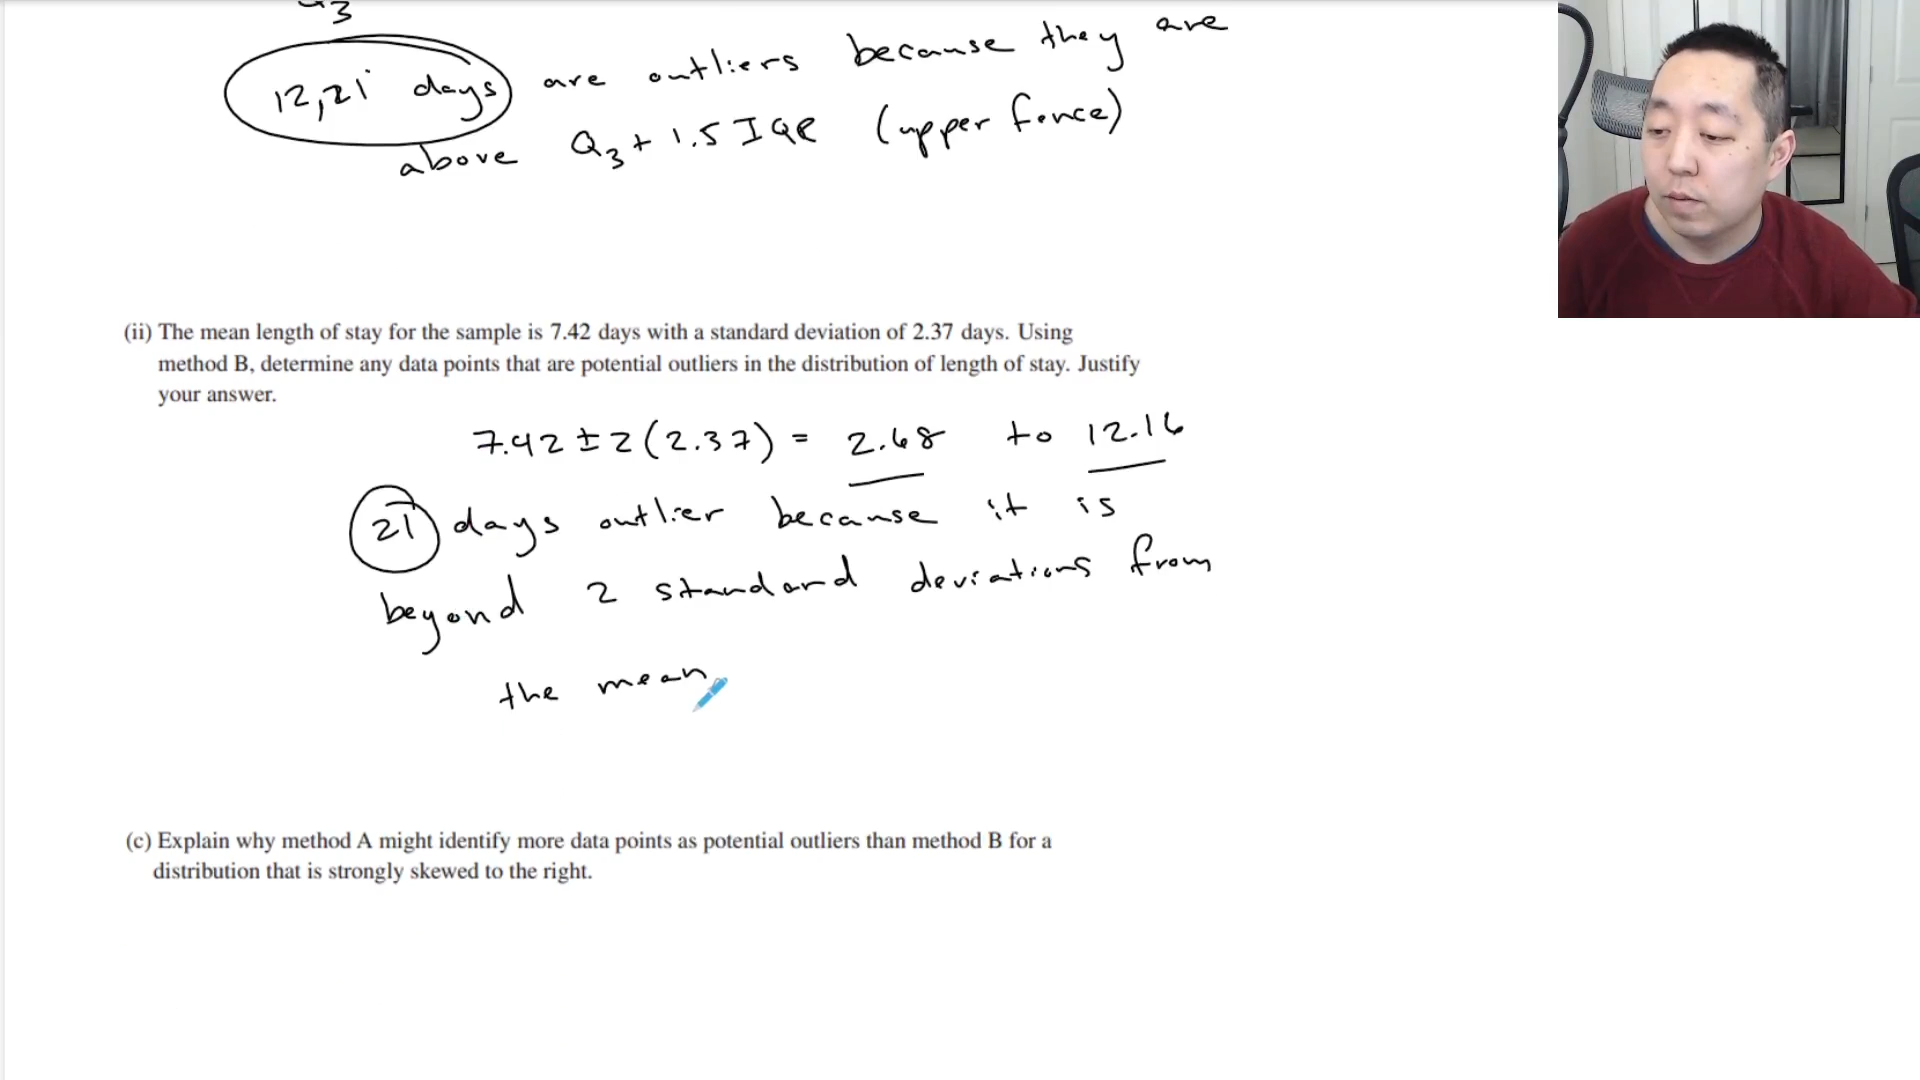 3
12,21 days are outliers because they are
above Q3 + 1.5 IQR (upper fence)
(ii) The mean length of stay for the sample is 7.42 days with a standard deviation of 2.37 days. Using
method B, determine any data points that are potential outliers in the distribution of length of stay. Justify
your answer.
7.42 ± 2(2.37) = 2.68 to 12.16
21 days outlier because it is
beyond 2 standard deviations from
the mean
(c) Explain why method A might identify more data points as potential outliers than method B for a
distribution that is strongly skewed to the right.